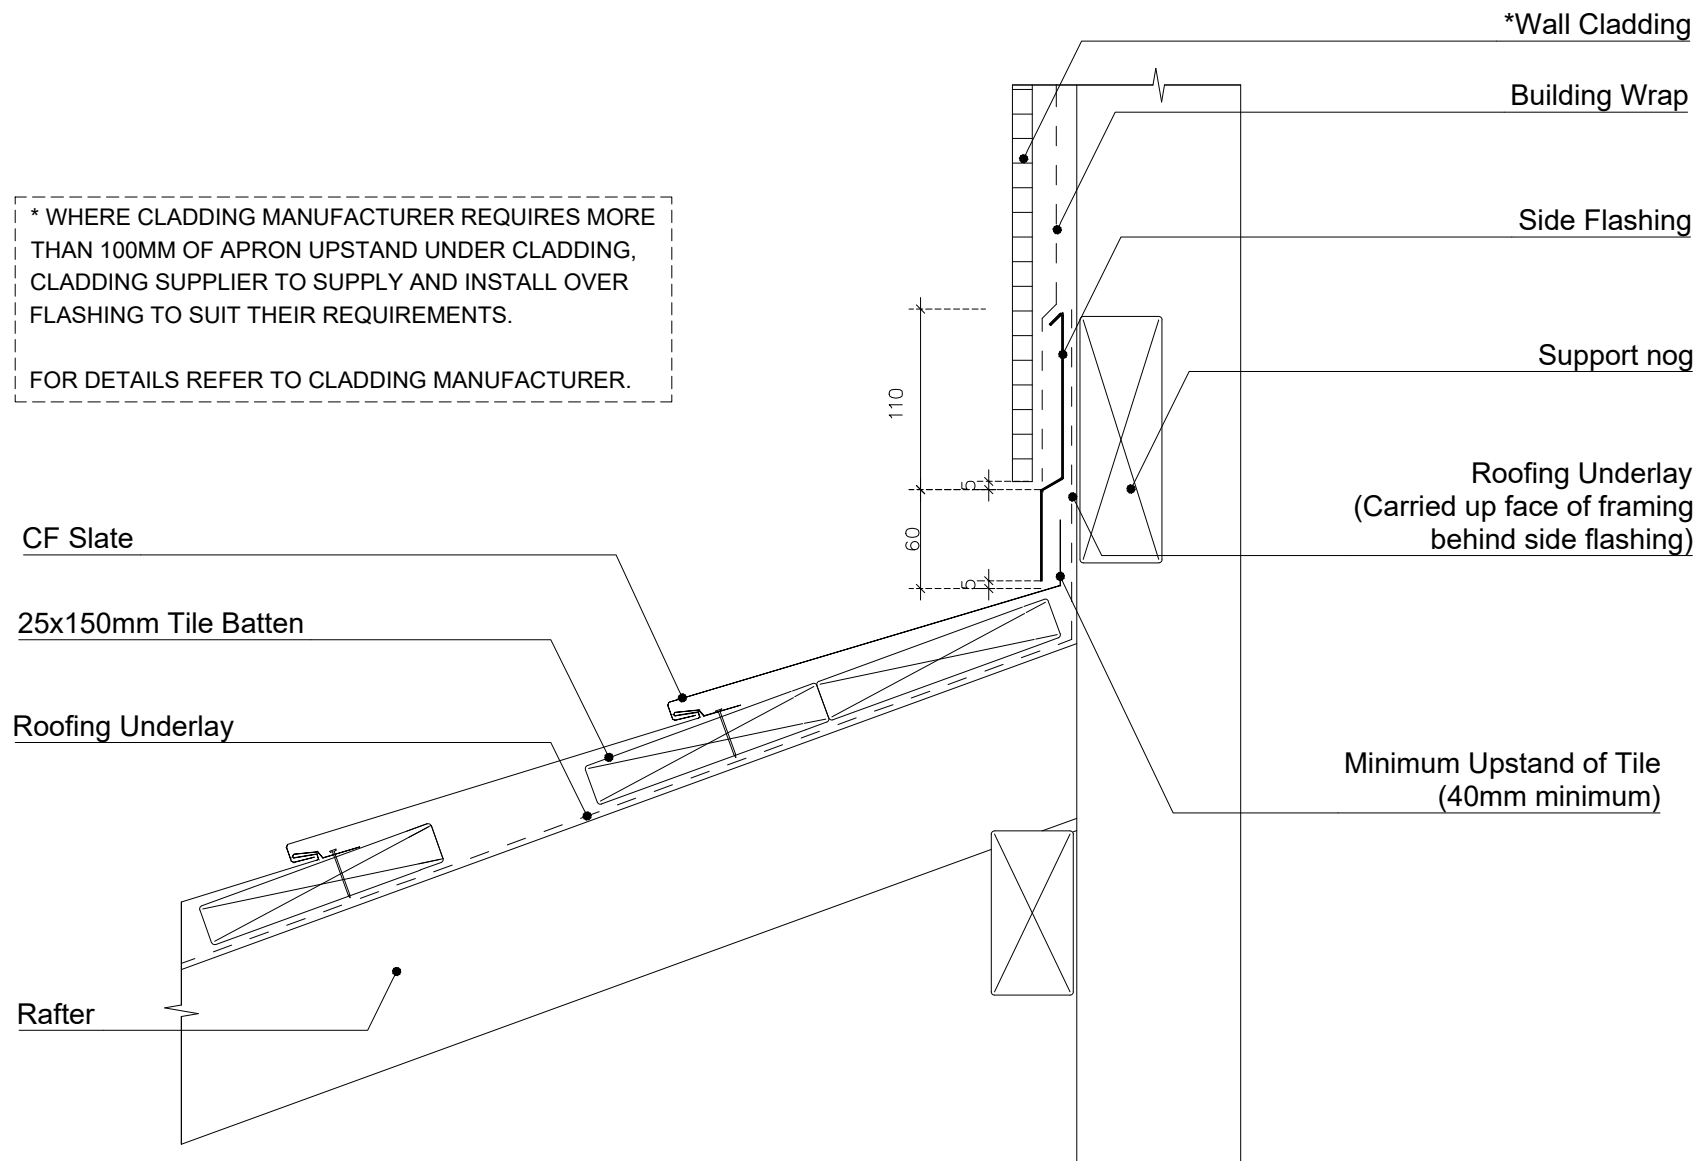 *Wall Cladding
Building Wrap
* WHERE CLADDING MANUFACTURER REQUIRES MORE
THAN 100MM OF APRON UPSTAND UNDER CLADDING,
CLADDING SUPPLIER TO SUPPLY AND INSTALL OVER
FLASHING TO SUIT THEIR REQUIREMENTS.
FOR DETAILS REFER TO CLADDING MANUFACTURER.
Side Flashing
Support nog
110
5
60
5
Roofing Underlay
(Carried up face of framing
behind side flashing)
CF Slate
25x150mm Tile Batten
Roofing Underlay
Minimum Upstand of Tile
(40mm minimum)
Rafter